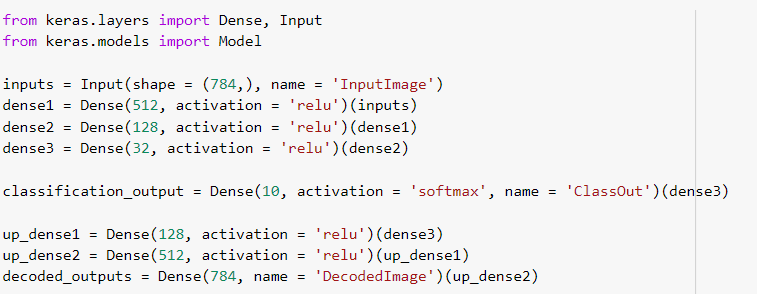 from keras.layers import Dense, Input
from keras.models import Model
inputs = Input(shape = (784,), name = 'InputImage')
dense1 = Dense(512, activation = 'relu')(inputs)
dense2 = Dense(128, activation = 'relu')(dense1)
dense3 = Dense(32, activation = 'relu')(dense2)
classification_output = Dense(10, activation = 'softmax', name = 'ClassOut')(dense3)
up_dense1 = Dense(128, activation = 'relu')(dense3)
up_dense2 = Dense(512, activation = 'relu')(up_dense1)
decoded_outputs = Dense(784, name = 'DecodedImage')(up_dense2)